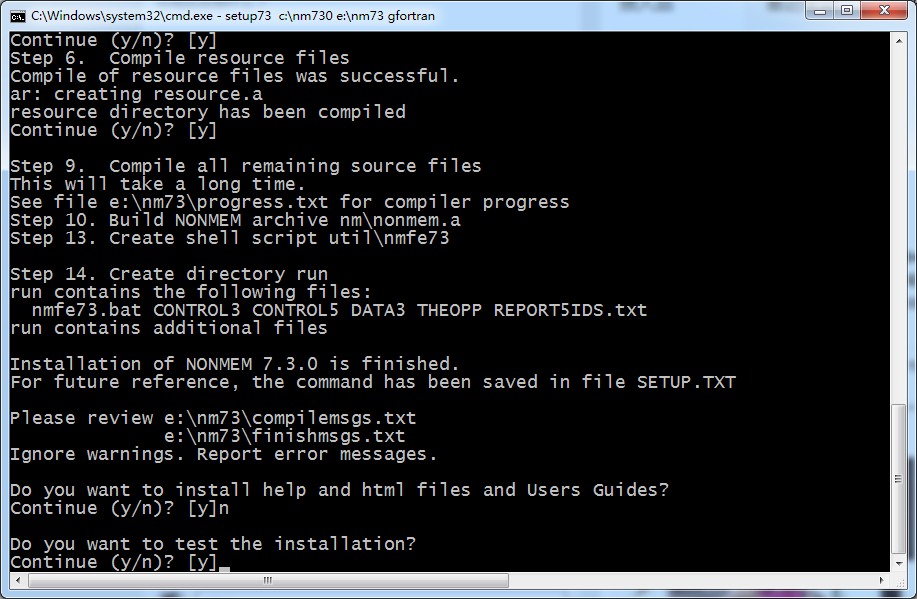 C:\Windows\system32\cmd.exe - setup73  c:\nm730 e:\nm73 gfortran
Continue (y/n)? [y]
Step 6.  Compile resource files
Compile of resource files was successful.
ar: creating resource.a
resource directory has been compiled
Continue (y/n)? [y]
Step 9.  Compile all remaining source files
This will take a long time.
See file e:\nm73\progress.txt for compiler progress
Step 10. Build NONMEM archive nm\nonmem.a
Step 13. Create shell script util\nmfe73
Step 14. Create directory run
run contains the following files:
  nmfe73.bat CONTROL3 CONTROL5 DATA3 THEOPP REPORT5IDS.txt
run contains additional files
Installation of NONMEM 7.3.0 is finished.
For future reference, the command has been saved in file SETUP.TXT
Please review e:\nm73\compilemsgs.txt
              e:\nm73\finishmsgs.txt
Ignore warnings. Report error messages.
Do you want to install help and html files and Users Guides?
Continue (y/n)? [y]n
Do you want to test the installation?
Continue (y/n)? [y]_